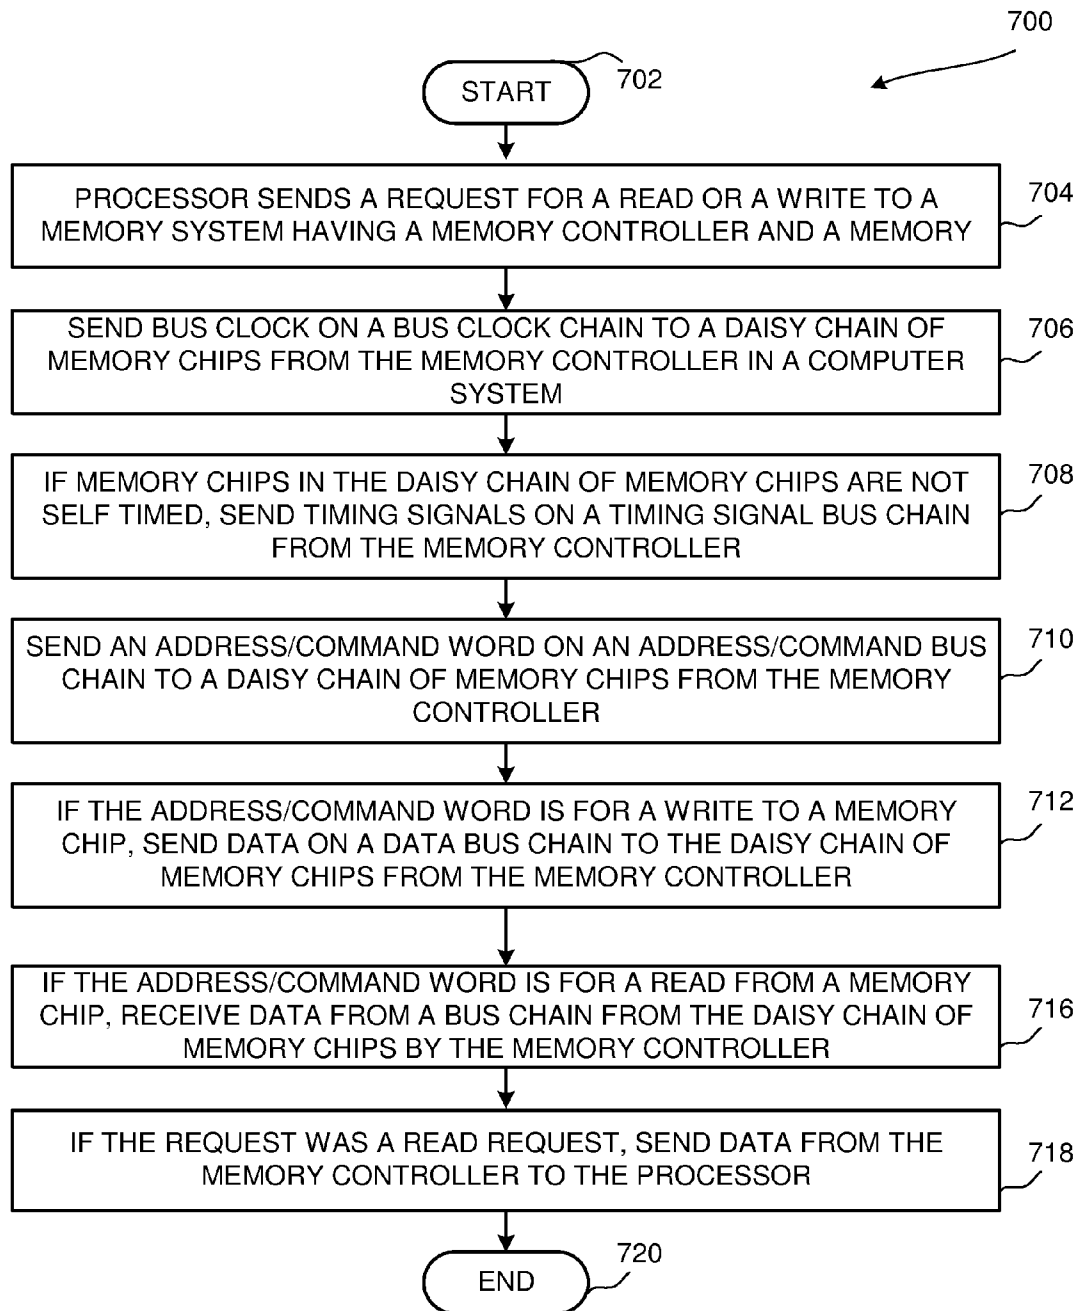 700
START
702
PROCESSOR SENDS A REQUEST FOR A READ OR A WRITE TO A
MEMORY SYSTEM HAVING A MEMORY CONTROLLER AND A MEMORY
704
SEND BUS CLOCK ON A BUS CLOCK CHAIN TO A DAISY CHAIN OF
MEMORY CHIPS FROM THE MEMORY CONTROLLER IN A COMPUTER
SYSTEM
706
IF MEMORY CHIPS IN THE DAISY CHAIN OF MEMORY CHIPS ARE NOT
SELF TIMED, SEND TIMING SIGNALS ON A TIMING SIGNAL BUS CHAIN
FROM THE MEMORY CONTROLLER
708
SEND AN ADDRESS/COMMAND WORD ON AN ADDRESS/COMMAND BUS
CHAIN TO A DAISY CHAIN OF MEMORY CHIPS FROM THE MEMORY
CONTROLLER
710
IF THE ADDRESS/COMMAND WORD IS FOR A WRITE TO A MEMORY
CHIP, SEND DATA ON A DATA BUS CHAIN TO THE DAISY CHAIN OF
MEMORY CHIPS FROM THE MEMORY CONTROLLER
712
IF THE ADDRESS/COMMAND WORD IS FOR A READ FROM A MEMORY
CHIP, RECEIVE DATA FROM A BUS CHAIN FROM THE DAISY CHAIN OF
MEMORY CHIPS BY THE MEMORY CONTROLLER
716
IF THE REQUEST WAS A READ REQUEST, SEND DATA FROM THE
MEMORY CONTROLLER TO THE PROCESSOR
718
END
720